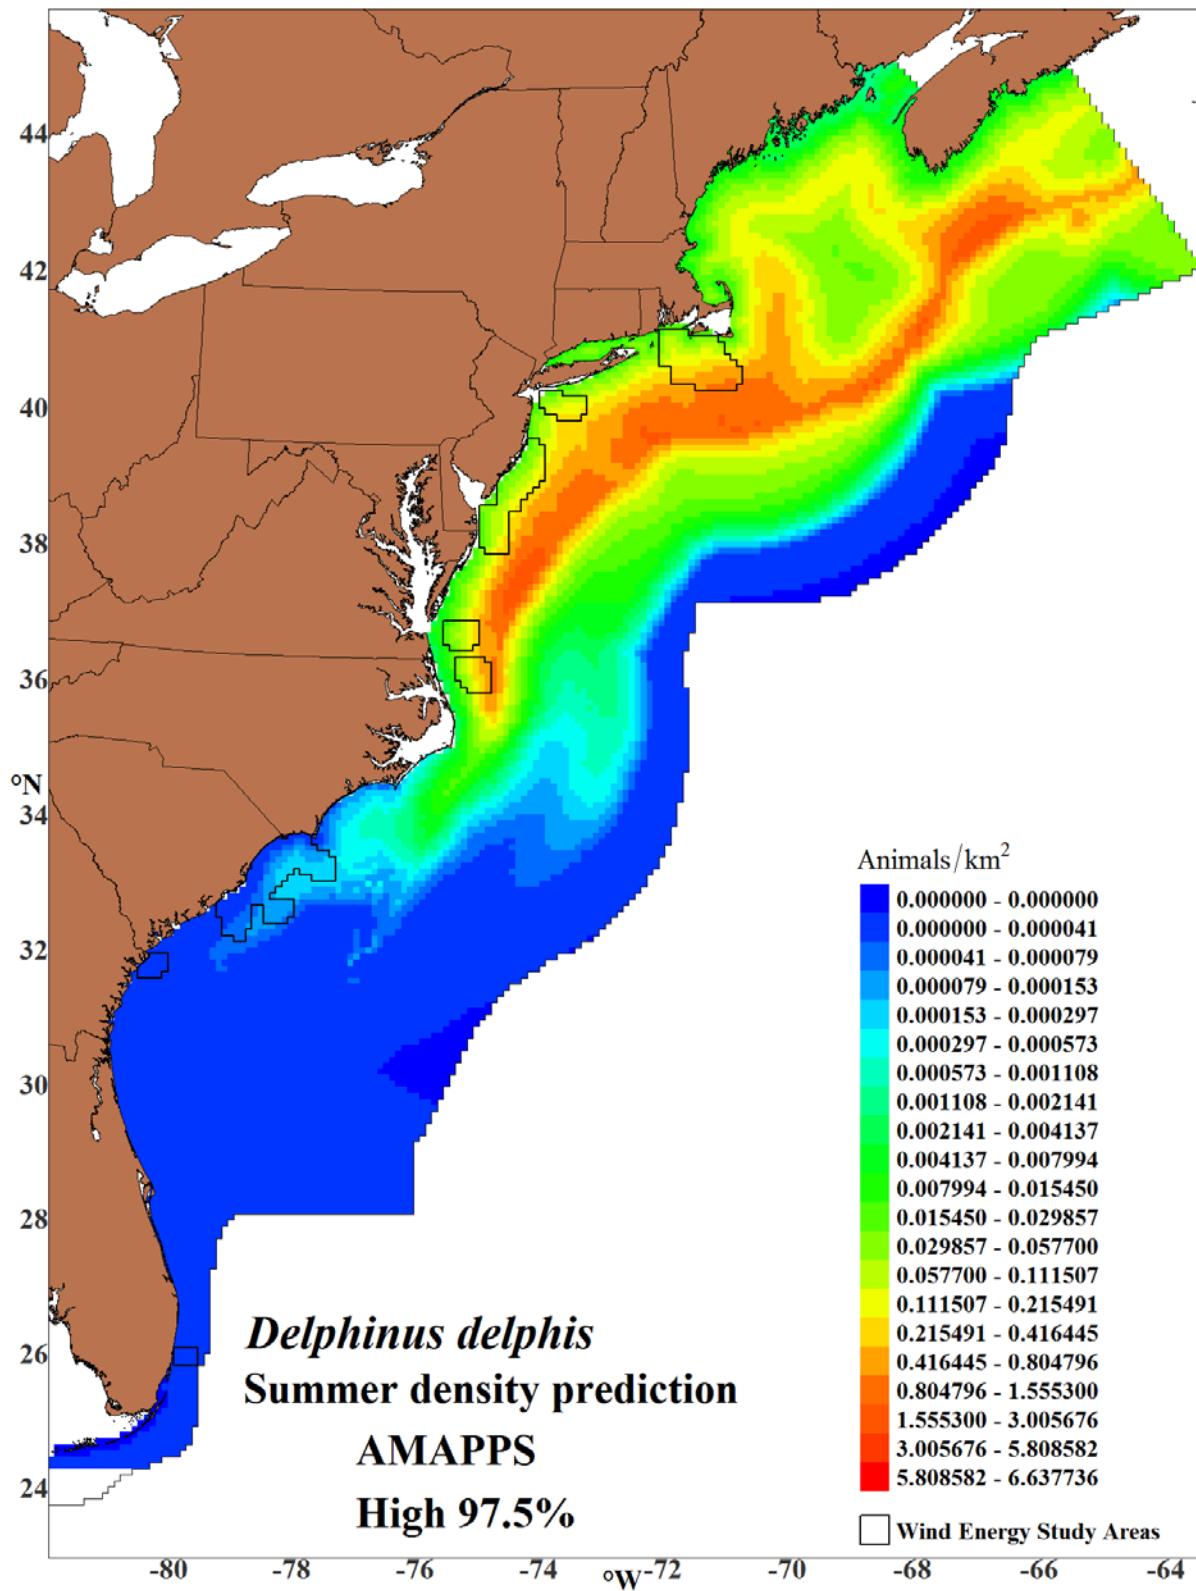 44
42
40
38
36
°N
34
32
30
28
26
24
Animals/km²
0.000000 - 0.000000
0.000000 - 0.000041
0.000041 - 0.000079
0.000079 - 0.000153
0.000153 - 0.000297
0.000297 - 0.000573
0.000573 - 0.001108
0.001108 - 0.002141
0.002141 - 0.004137
0.004137 - 0.007994
0.007994 - 0.015450
0.015450 - 0.029857
0.029857 - 0.057700
0.057700 - 0.111507
0.111507 - 0.215491
0.215491 - 0.416445
0.416445 - 0.804796
0.804796 - 1.555300
1.555300 - 3.005676
3.005676 - 5.808582
5.808582 - 6.637736
Wind Energy Study Areas
Delphinus delphis
Summer density prediction
AMAPPS
High 97.5%
-80 -78 -76 -74 °W -72 -70 -68 -66 -64